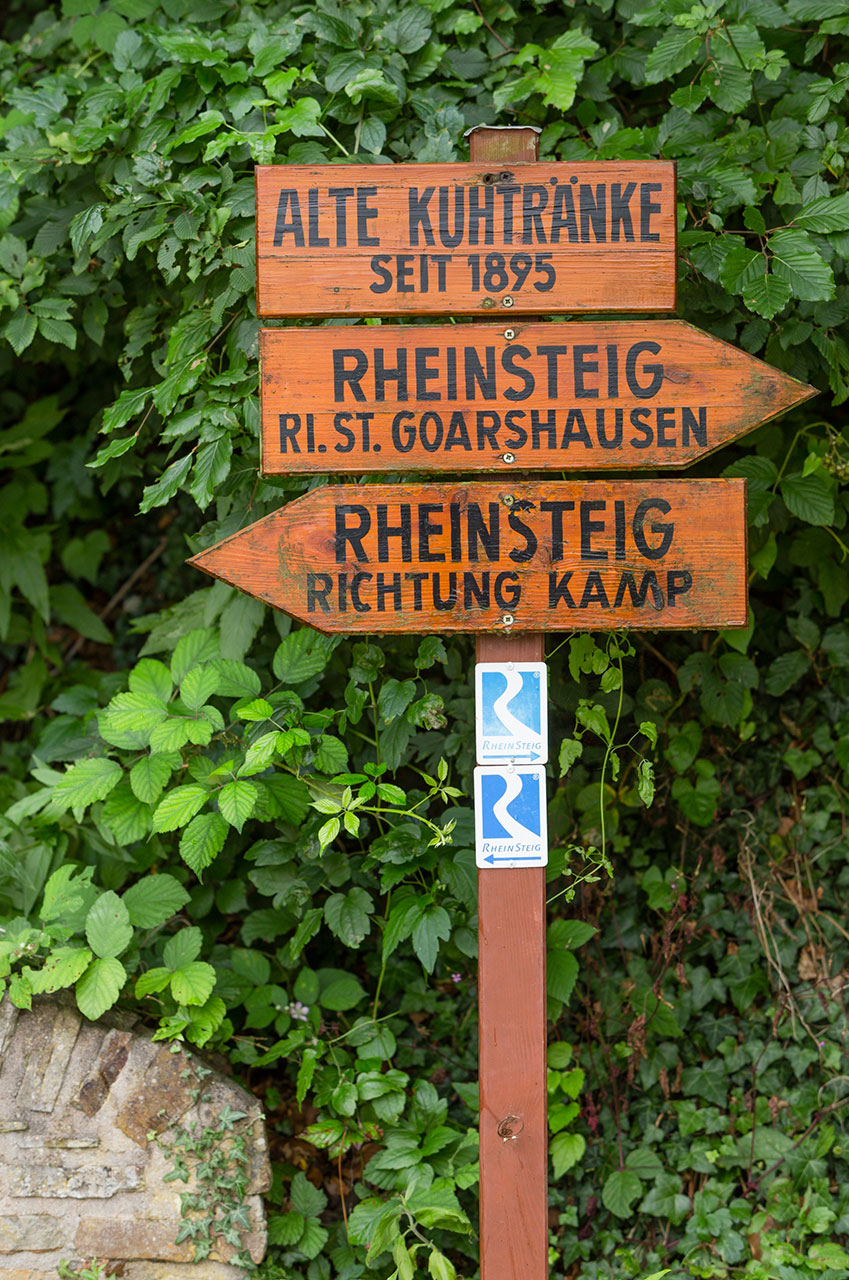 ALTE KUHTRÄNKE
SEIT 1895
RHEINSTEIG
RI. ST. GOARSHAUSEN
RHEINSTEIG
RICHTUNG KAMP
RHEINSTEIG
RHEINSTEIG